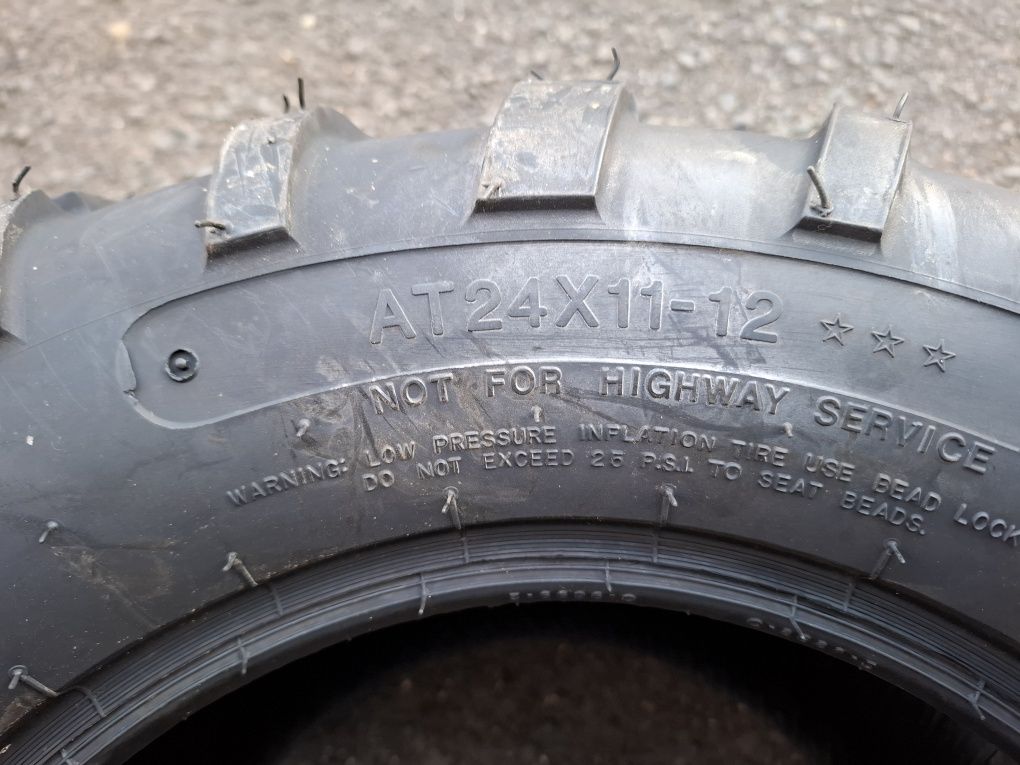 AT24X11-12 ☆☆☆
NOT FOR HIGHWAY SERVICE
WARNING: LOW PRESSURE INFLATION TIRE USE BEAD LOCK
DO NOT EXCEED 25 P.S.I. TO SEAT BEADS.